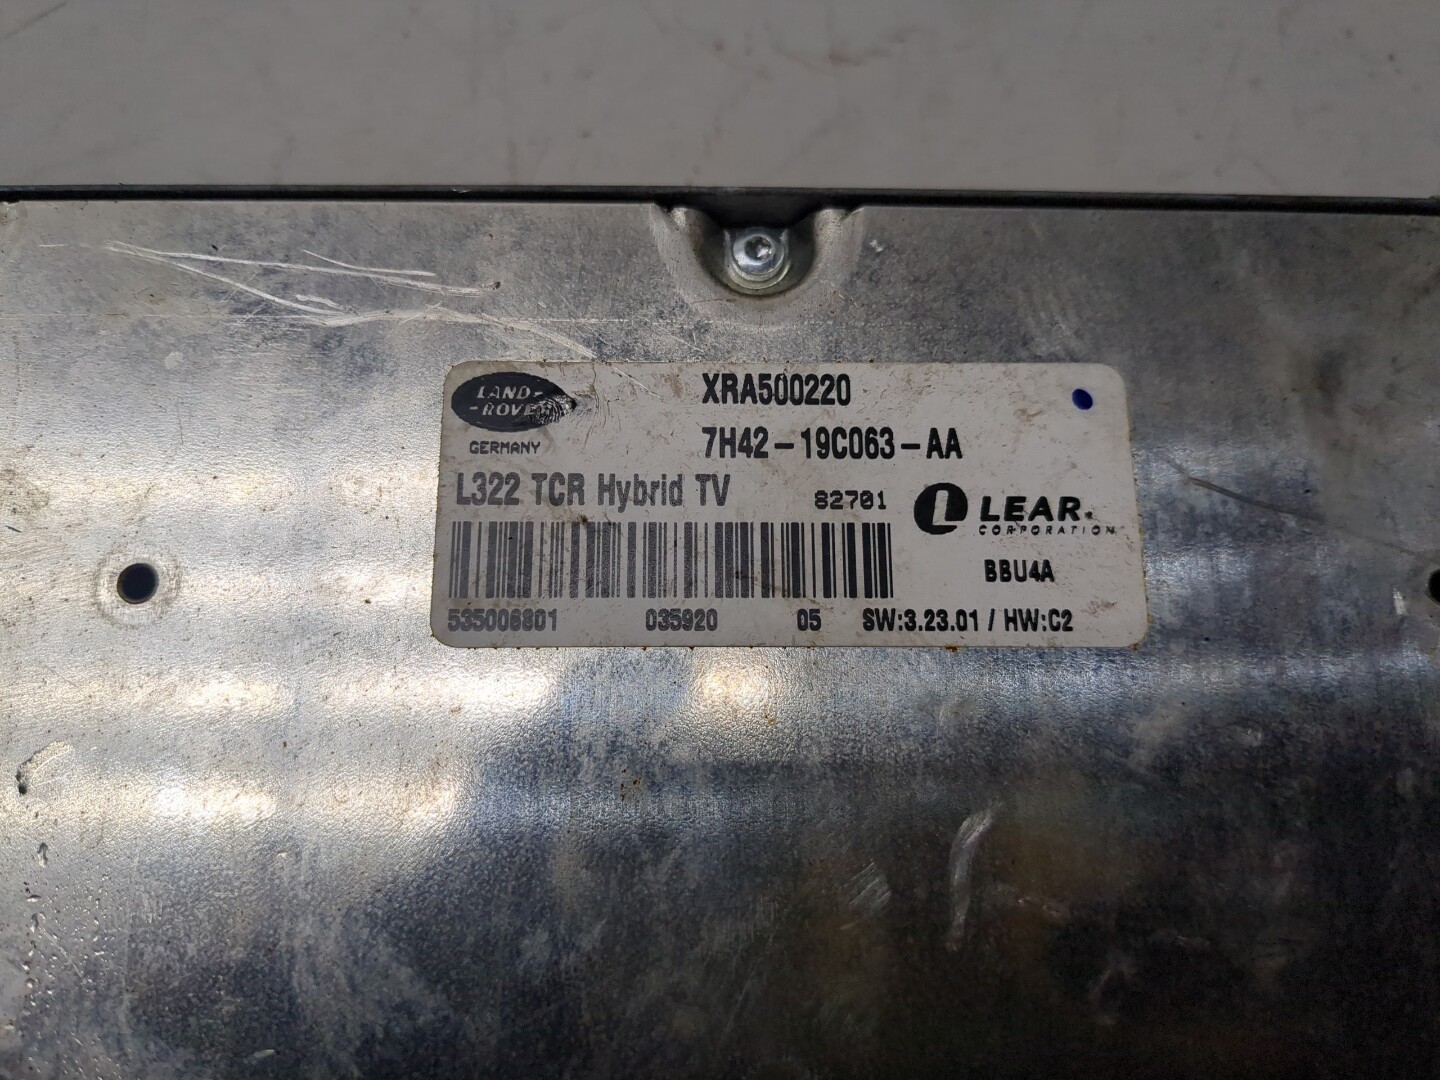 LAND-
-ROVER
GERMANY
XRA500220
7H42-19C063-AA
L322 TCR Hybrid TV
82701
LEAR
CORPORATION
BBU4A
535006801
035920
05
SW:3.23.01 / HW:C2